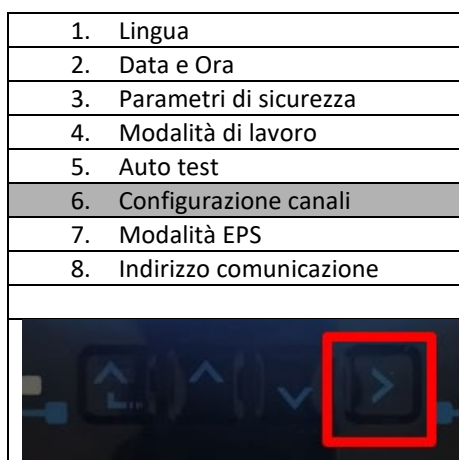 1. Lingua
2. Data e Ora
3. Parametri di sicurezza
4. Modalità di lavoro
5. Auto test
6. Configurazione canali
7. Modalità EPS
8. Indirizzo comunicazione